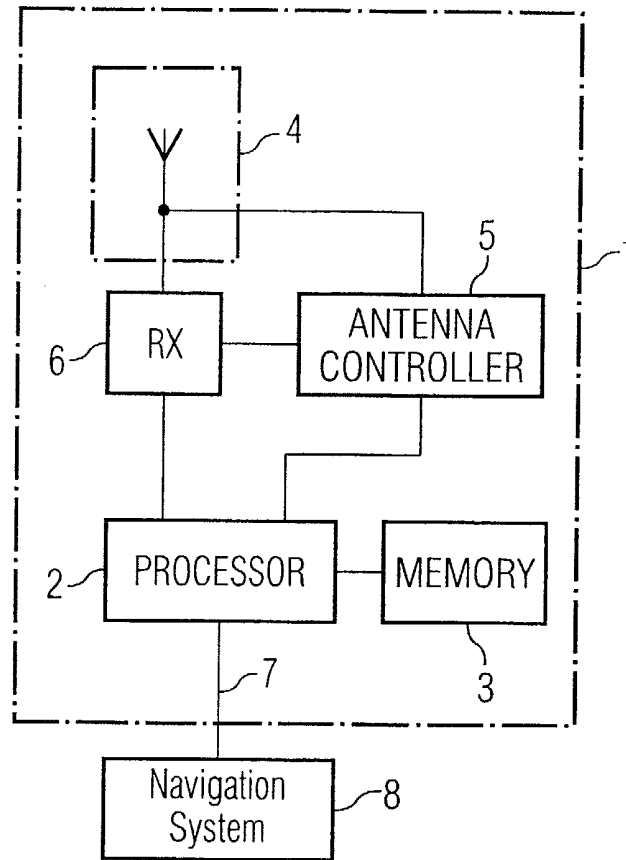 4
5
6
RX
ANTENNA
CONTROLLER
2
PROCESSOR
MEMORY
7
3
Navigation
System
8